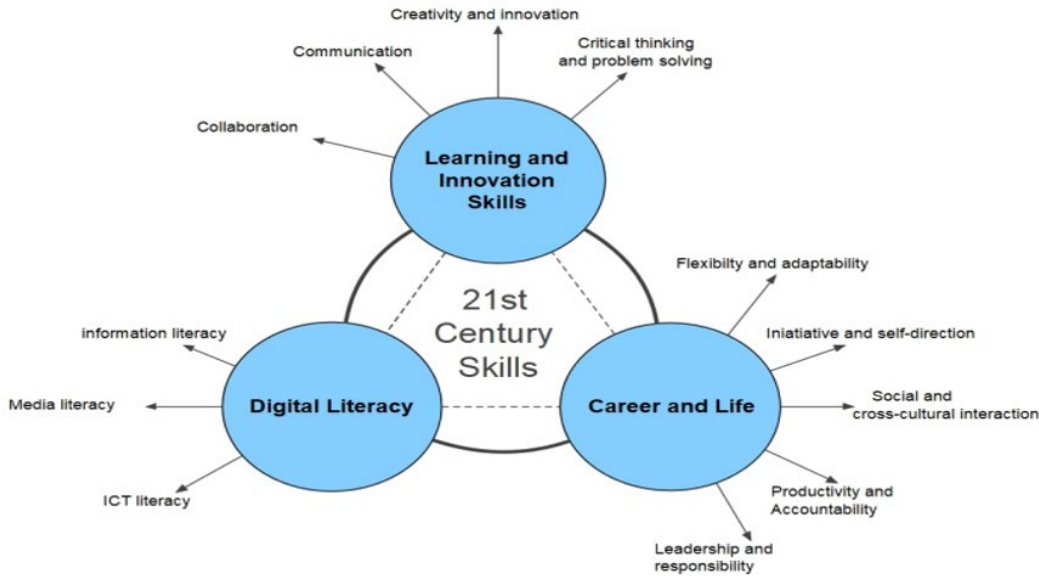 Creativity and innovation
Communication
Critical thinking
and problem solving
Collaboration
Learning and
Innovation
Skills
Flexibilty and adaptability
21st
Century
Skills
information literacy
Iniatiative and self-direction
Media literacy
Digital Literacy
Career and Life
Social and
cross-cultural interaction
ICT literacy
Productivity and
Accountability
Leadership and
responsibility